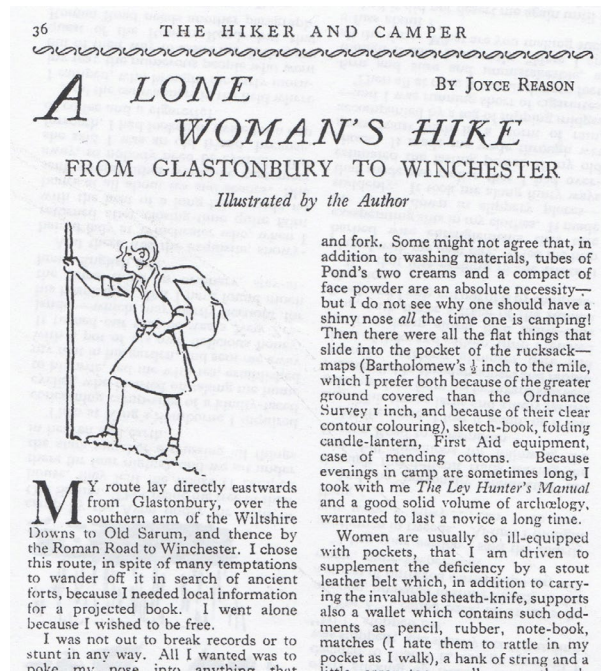 36
THE HIKER AND CAMPER
A LONE
WOMAN'S HIKE
By Joyce Reason
FROM GLASTONBURY TO WINCHESTER
Illustrated by the Author
MY route lay directly eastwards
from Glastonbury, over the
southern arm of the Wiltshire
Downs to Old Sarum, and thence by
the Roman Road to Winchester. I chose
this route, in spite of many temptations
to wander off it in search of ancient
forts, because I needed local information
for a projected book. I went alone
because I wished to be free.
I was not out to break records or to
stunt in any way. All I wanted was to
poke my nose into anything that
and fork. Some might not agree that, in
addition to washing materials, tubes of
Pond's two creams and a compact of
face powder are an absolute necessity—
but I do not see why one should have a
shiny nose all the time one is camping!
Then there were all the flat things that
slide into the pocket of the rucksack—
maps (Bartholomew's ½ inch to the mile,
which I prefer both because of the greater
ground covered than the Ordnance
Survey 1 inch, and because of their clear
contour colouring), sketch-book, folding
candle-lantern, First Aid equipment,
case of mending cottons. Because
evenings in camp are sometimes long, I
took with me The Ley Hunter's Manual
and a good solid volume of archælogy,
warranted to last a novice a long time.
Women are usually so ill-equipped
with pockets, that I am driven to
supplement the deficiency by a stout
leather belt which, in addition to carry-
ing the invaluable sheath-knife, supports
also a wallet which contains such odd-
ments as pencil, rubber, note-book,
matches (I hate them to rattle in my
pocket as I walk), a hank of string and a